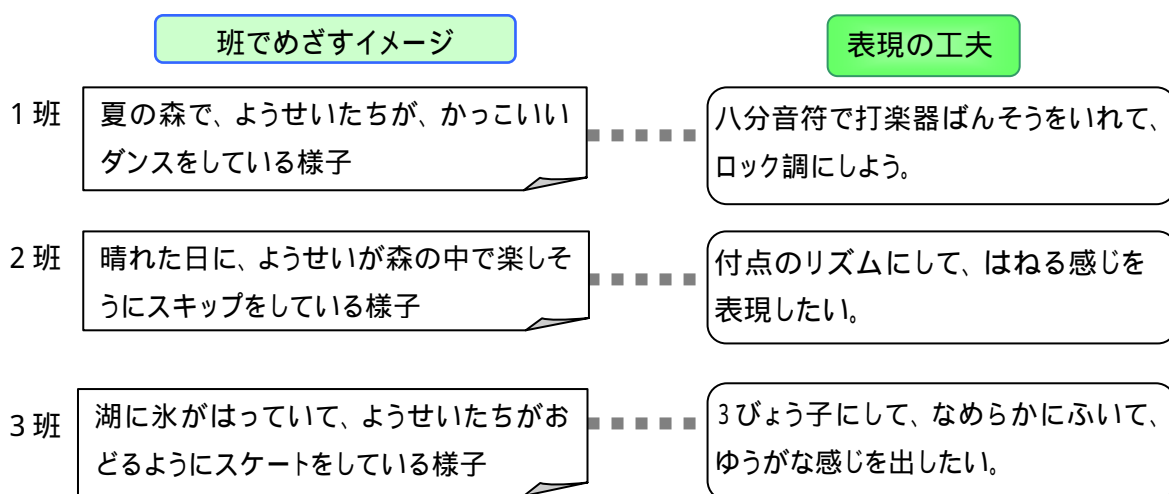 班でめざすイメージ
表現の工夫
1班
夏の森で、ようせいたちが、かっこいい
ダンスをしている様子
八分音符で打楽器ばんそうをいれて、
ロック調にしよう。
2班
晴れた日に、ようせいが森の中で楽しそ
うにスキップをしている様子
付点のリズムにして、はねる感じを
表現したい。
3班
湖に氷がはっていて、ようせいたちがお
どるようにスケートをしている様子
3びょう子にして、なめらかにふいて、
ゆうがな感じを出したい。